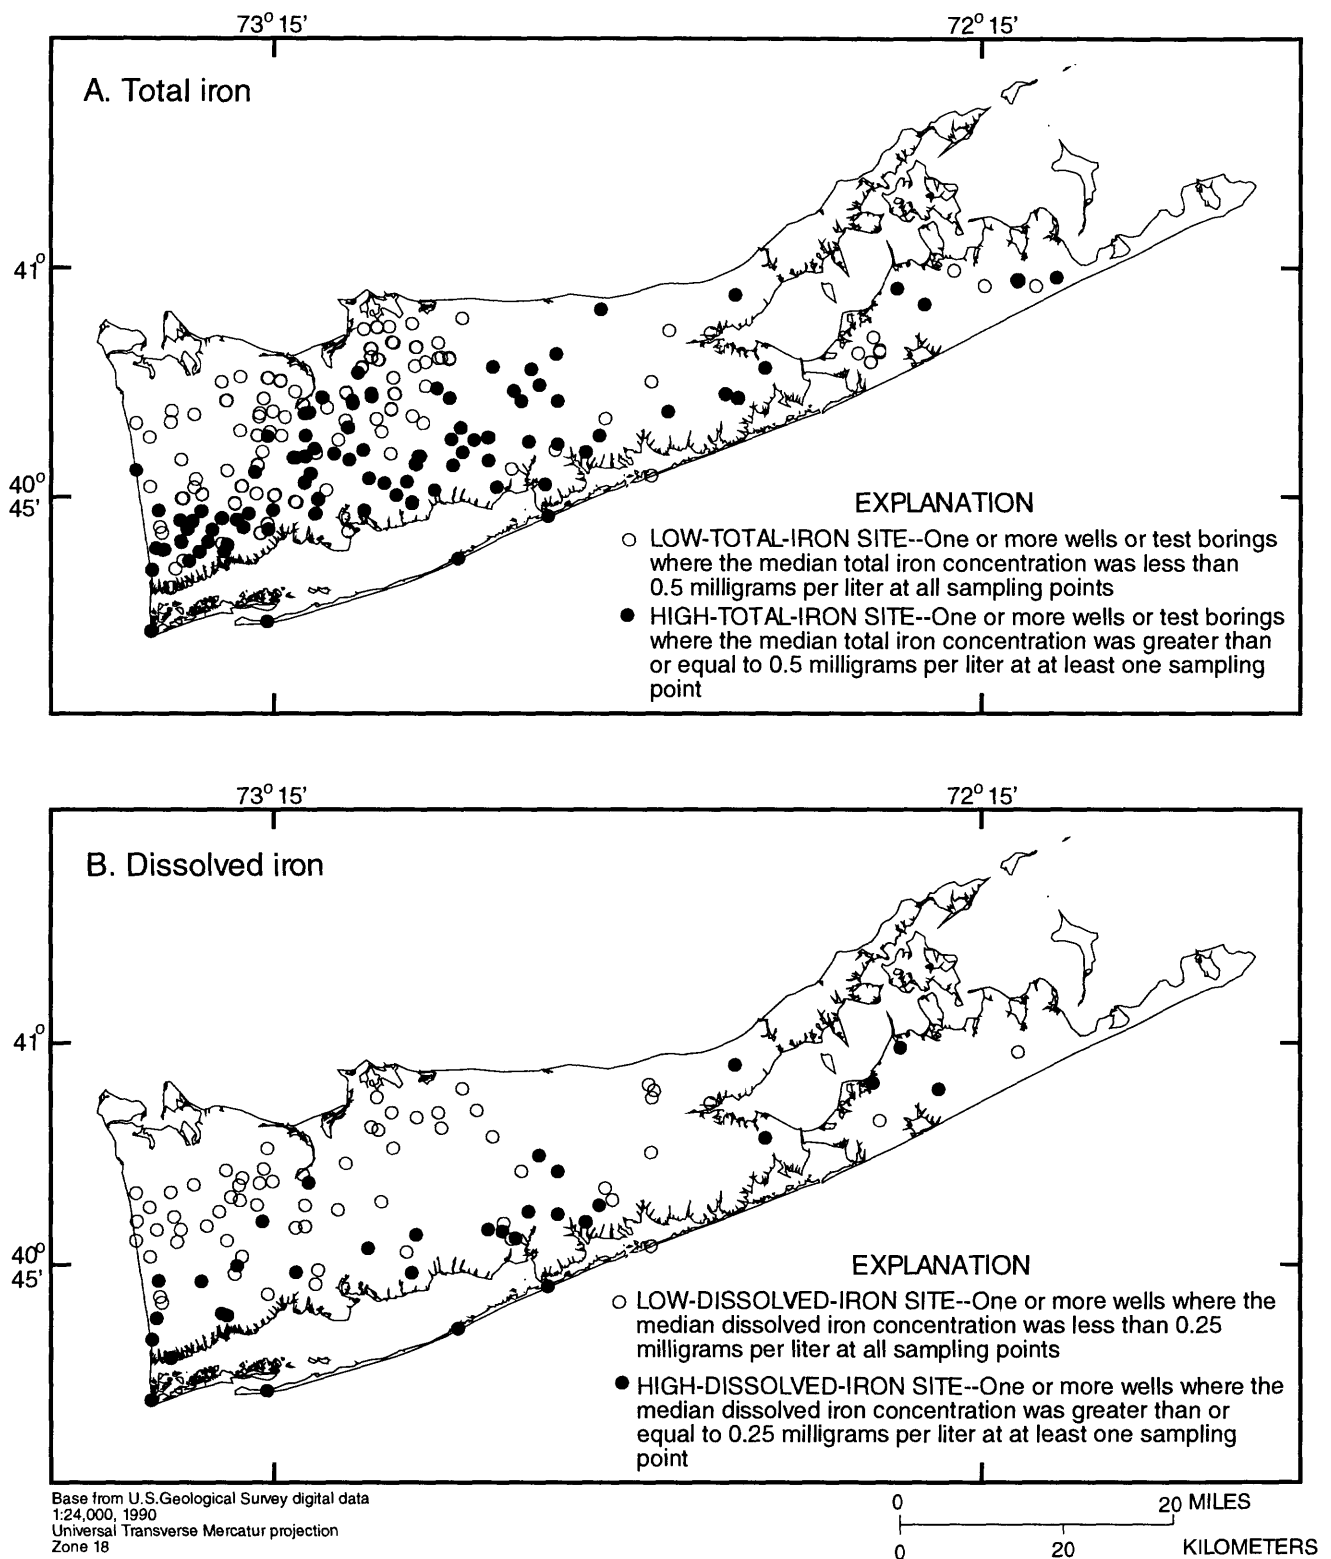 73° 15'
72° 15'
A. Total iron
41°
40°
45'
EXPLANATION
LOW-TOTAL-IRON SITE--One or more wells or test borings
where the median total iron concentration was less than
0.5 milligrams per liter at all sampling points
HIGH-TOTAL-IRON SITE--One or more wells or test borings
where the median total iron concentration was greater than
or equal to 0.5 milligrams per liter at at least one sampling
point
73° 15'
72° 15'
B. Dissolved iron
41°
40°
45'
EXPLANATION
LOW-DISSOLVED-IRON SITE--One or more wells where the
median dissolved iron concentration was less than 0.25
milligrams per liter at all sampling points
HIGH-DISSOLVED-IRON SITE--One or more wells where the
median dissolved iron concentration was greater than or
equal to 0.25 milligrams per liter at at least one sampling
point
Base from U.S.Geological Survey digital data
1:24,000, 1990
Universal Transverse Mercatur projection
Zone 18
0 20 MILES
0 20 KILOMETERS